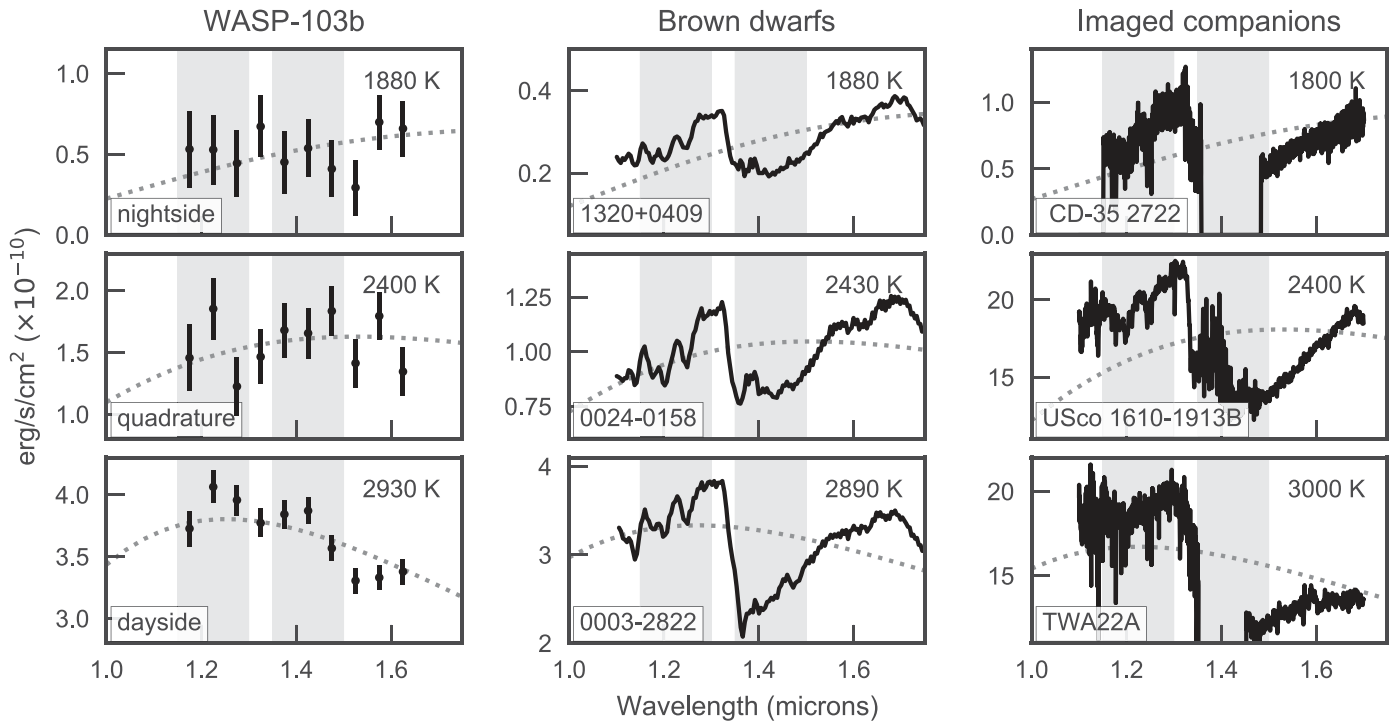 WASP-103b
Brown dwarfs
Imaged companions
erg/s/cm² (×10⁻¹⁰)
1.0
0.5
0.0
1880 K
nightside
0.4
0.2
1880 K
1320+0409
1.0
0.5
0.0
1800 K
CD-35 2722
2.0
1.5
1.0
2400 K
quadrature
1.25
1.00
0.75
2430 K
0024-0158
20
15
2400 K
USco 1610-1913B
4.0
3.5
3.0
2930 K
dayside
4
3
2
2890 K
0003-2822
20
15
3000 K
TWA22A
1.0 1.2 1.4 1.6
1.0 1.2 1.4 1.6
1.0 1.2 1.4 1.6
Wavelength (microns)